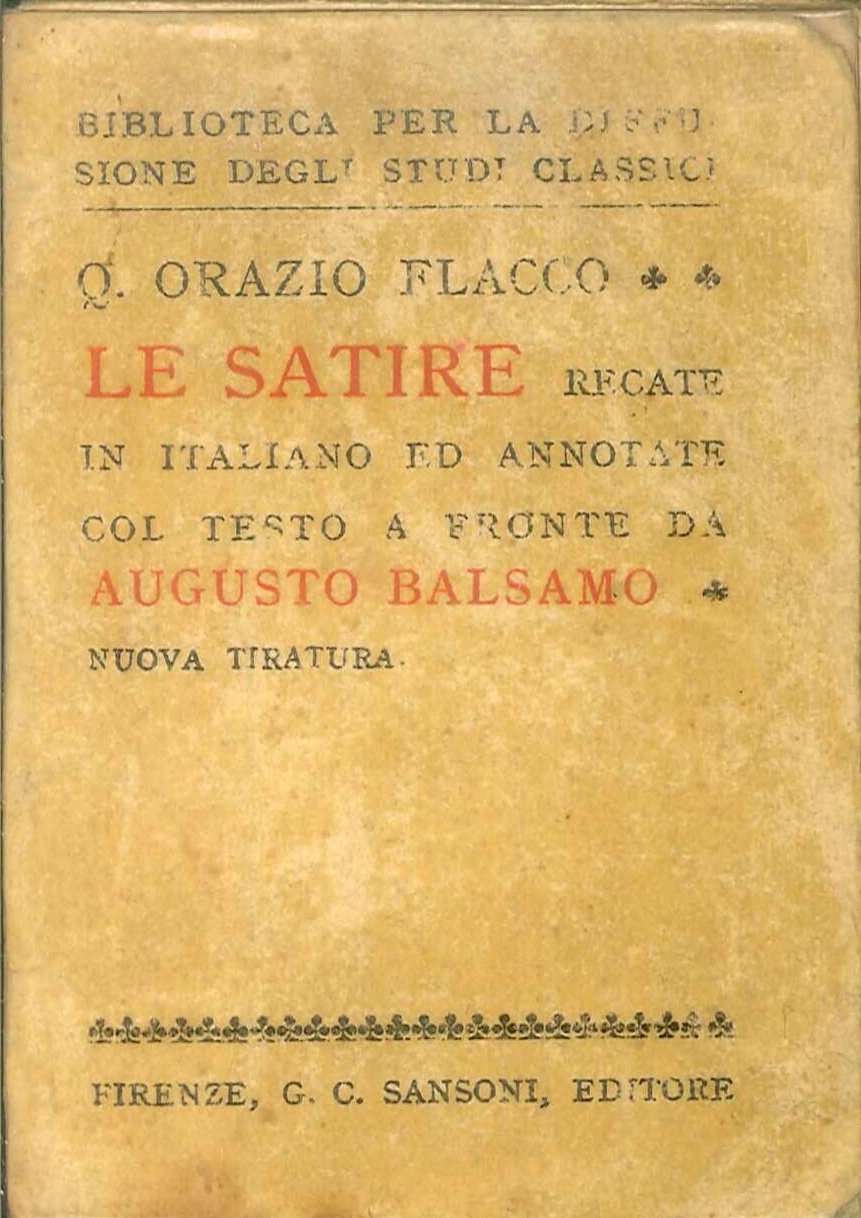 BIBLIOTECA PER LA DIFFU-
SIONE DEGLI STUDI CLASSICI
Q. ORAZIO FLACCO
LE SATIRE RECATE
IN ITALIANO ED ANNOTATE
COL TESTO A FRONTE DA
AUGUSTO BALSAMO
NUOVA TIRATURA.
FIRENZE, G. C. SANSONI, EDITORE